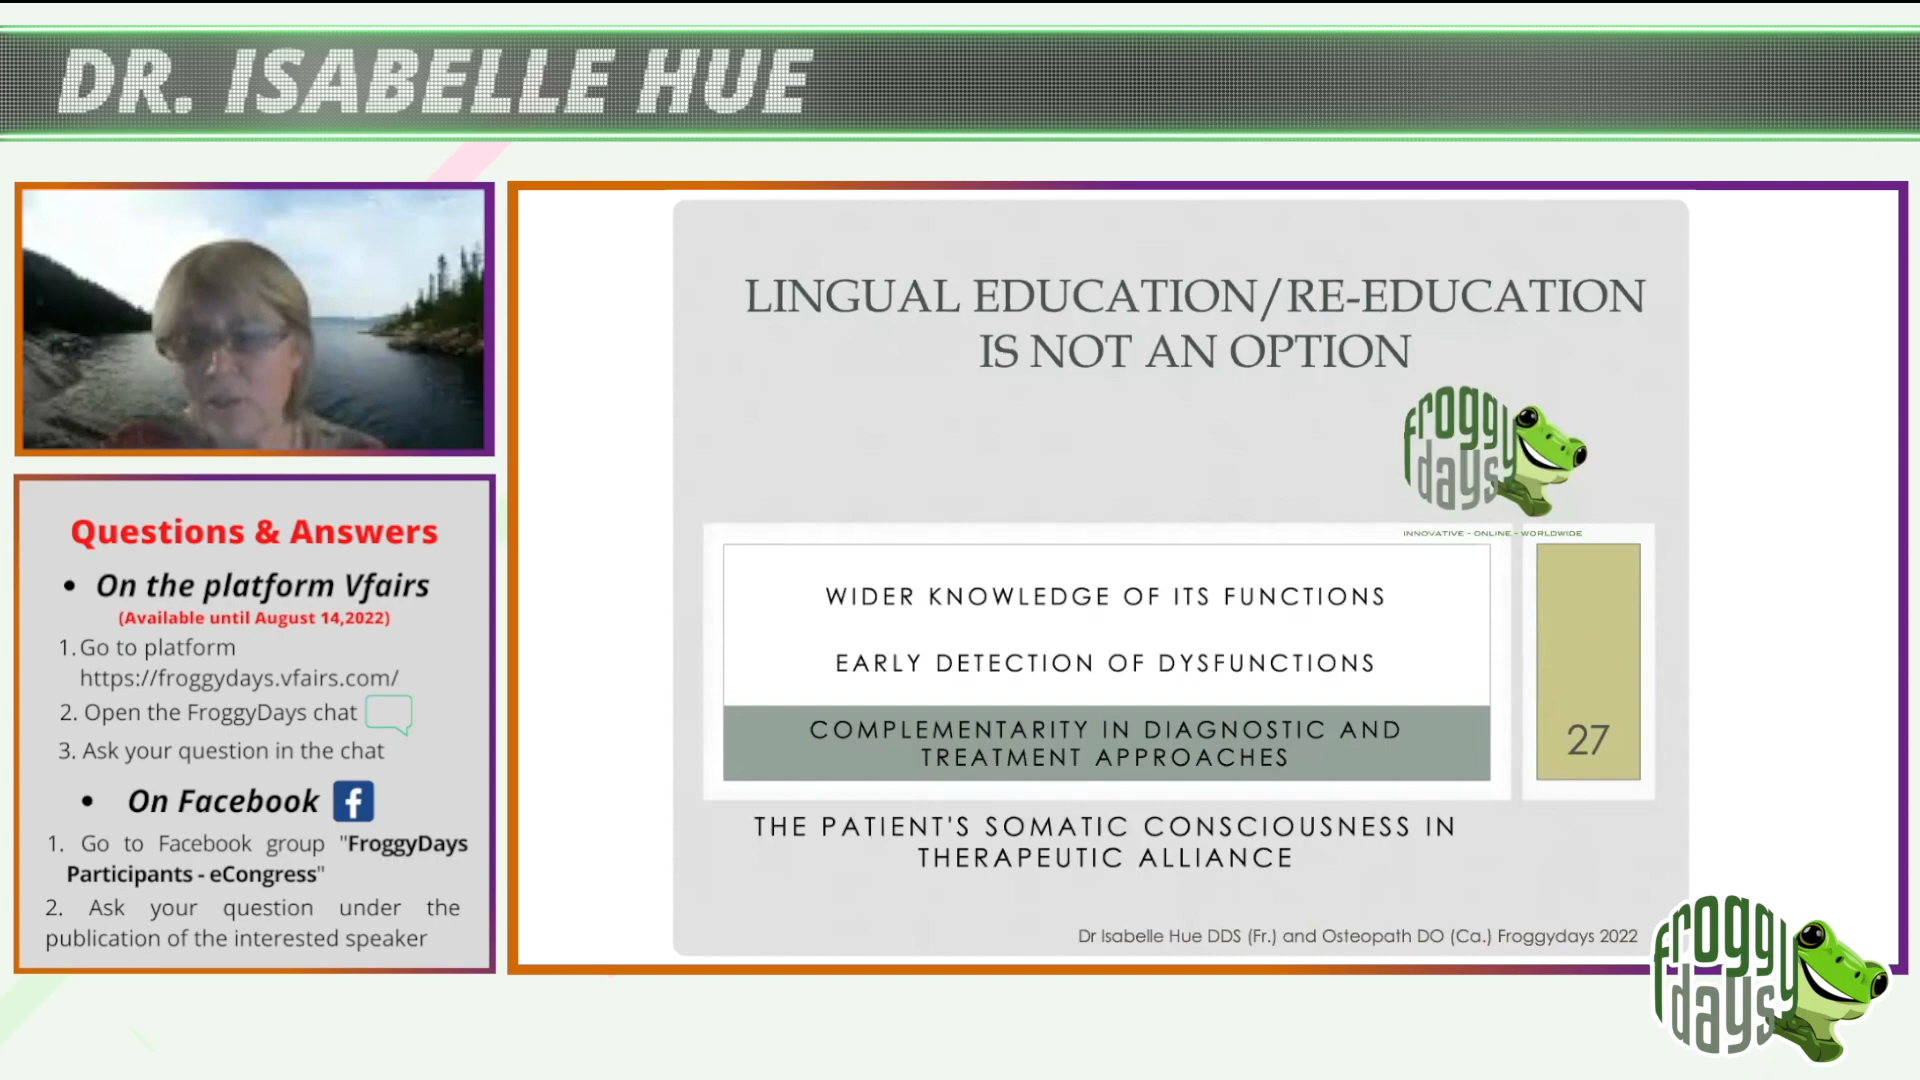 DR. ISABELLE HUE
Questions & Answers
• On the platform Vfairs
(Available until August 14,2022)
1. Go to platform
https://froggydays.vfairs.com/
2. Open the FroggyDays chat
3. Ask your question in the chat
• On Facebook f
1. Go to Facebook group "FroggyDays
Participants - eCongress"
2. Ask your question under the
publication of the interested speaker
LINGUAL EDUCATION/RE-EDUCATION
IS NOT AN OPTION
froggy
days
INNOVATIVE - ONLINE - WORLDWIDE
WIDER KNOWLEDGE OF ITS FUNCTIONS
EARLY DETECTION OF DYSFUNCTIONS
COMPLEMENTARITY IN DIAGNOSTIC AND
TREATMENT APPROACHES
27
THE PATIENT'S SOMATIC CONSCIOUSNESS IN
THERAPEUTIC ALLIANCE
Dr Isabelle Hue DDS (Fr.) and Osteopath DO (Ca.) Froggydays 2022
froggy
days